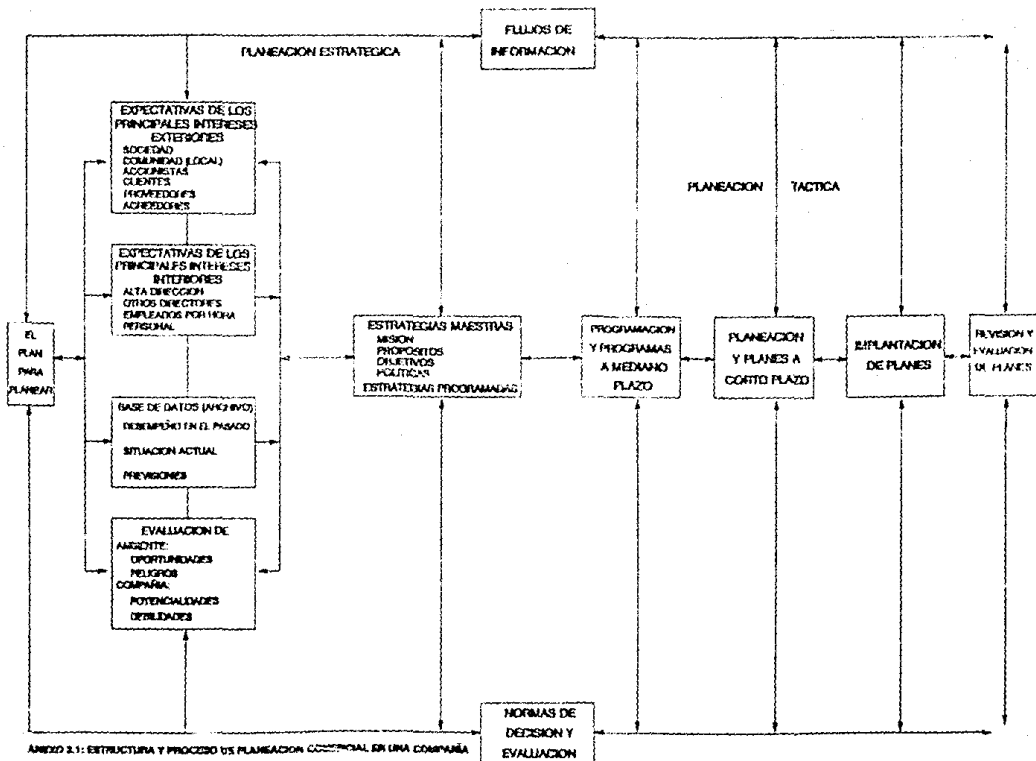 FLUJOS DE
INFORMACION
PLANEACION ESTRATEGICA
EXPECTATIVAS DE LOS
PRINCIPALES INTERESES
EXTERIORES
SOCIEDAD
COMUNIDAD (LOCAL)
ACCIONISTAS
CLIENTES
PROVEEDORES
ACREEDORES
PLANEACION TACTICA
EXPECTATIVAS DE LOS
PRINCIPALES INTERESES
INTERIORES
ALTA DIRECCION
OTROS DIRECTORES
EMPLEADOS POR HORA
PERSONAL
EL
PLAN
PARA
PLANEAR
ESTRATEGIAS MAESTRAS
MISION
PROPOSITOS
OBJETIVOS
POLITICAS
ESTRATEGIAS PROGRAMADAS
PROGRAMACION
Y PROGRAMAS
A MEDIANO
PLAZO
PLANEACION
Y PLANES A
CORTO PLAZO
IMPLANTACION
DE PLANES
REVISION Y
EVALUACION
DE PLANES
BASE DE DATOS (ARCHIVO)
DESEMPEÑO EN EL PASADO
SITUACION ACTUAL
PREVISIONES
EVALUACION DE
AMBIENTE:
OPORTUNIDADES
PELIGROS
COMPAÑIA:
POTENCIALIDADES
DEBILIDADES
NORMAS DE
DECISION Y
EVALUACION
ANEXO 3.1: ESTRUCTURA Y PROCESO DE PLANEACION COMERCIAL EN UNA COMPAÑIA